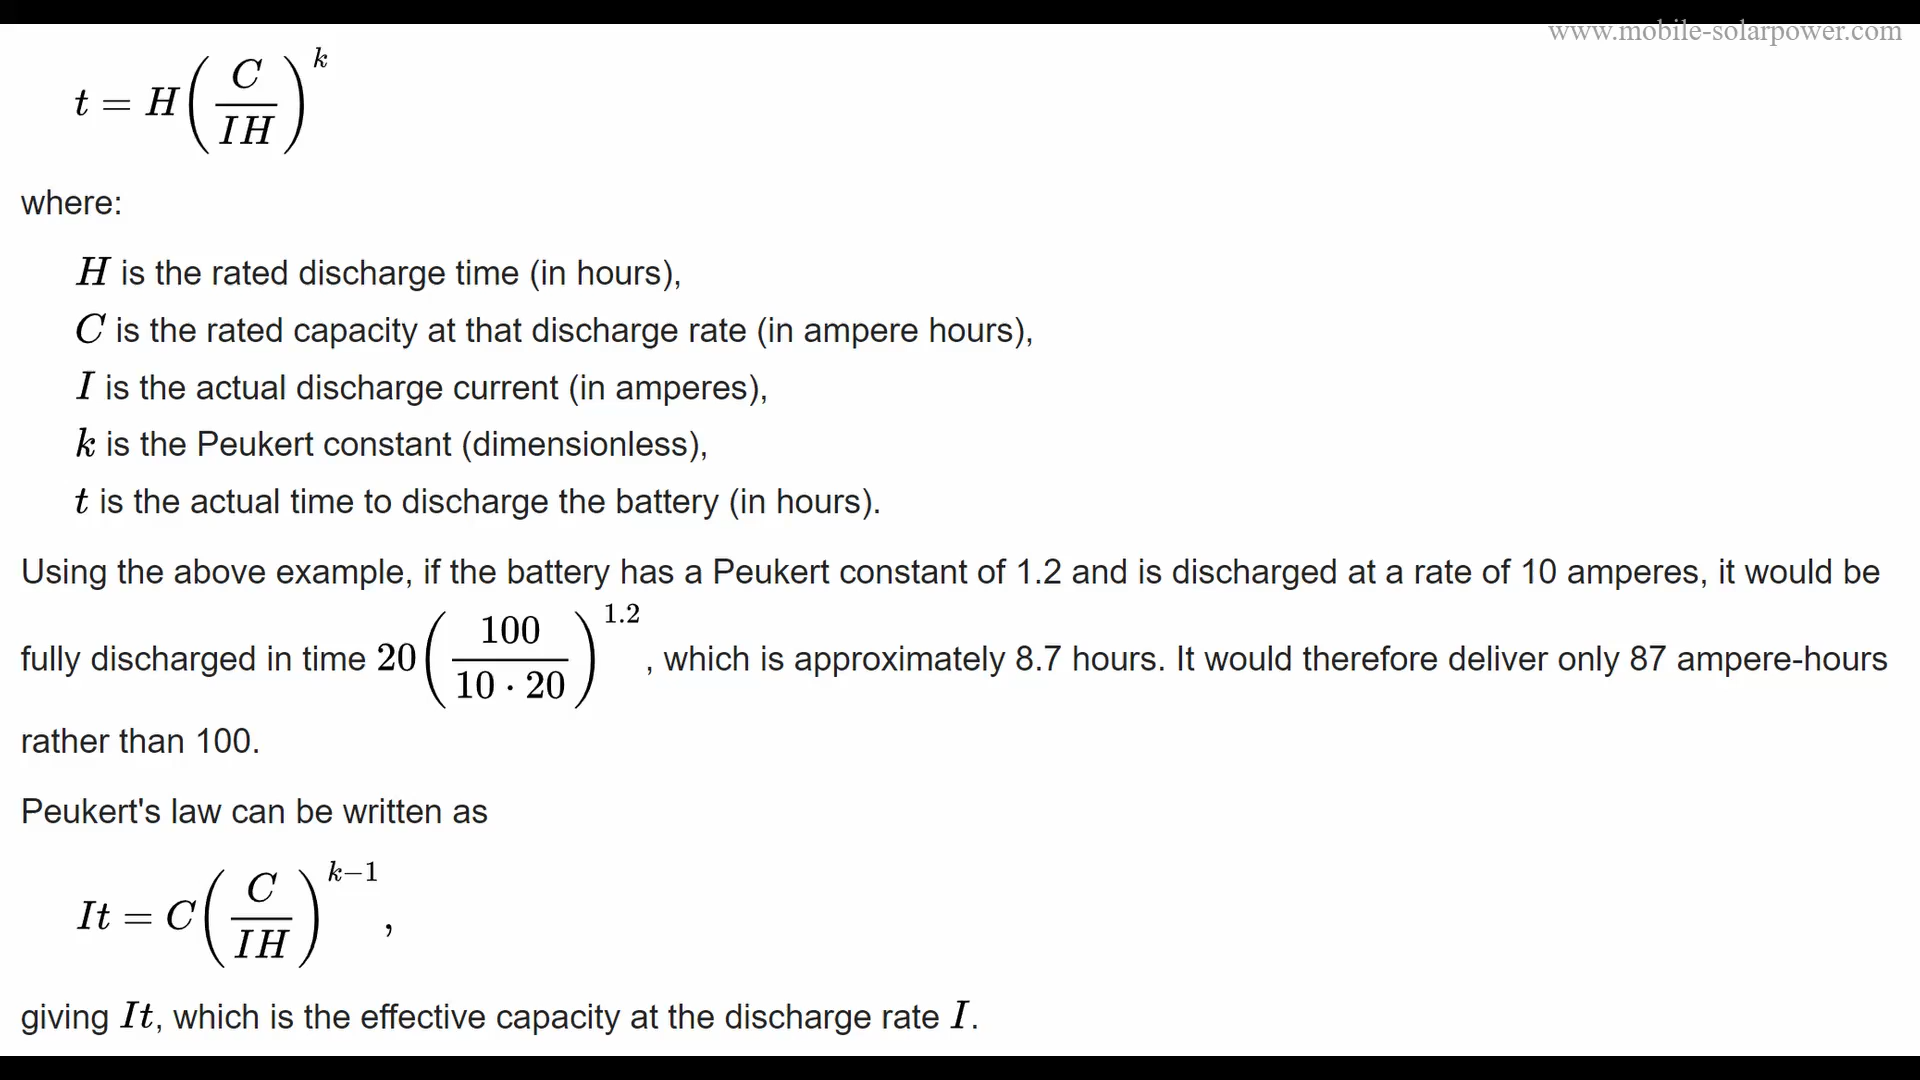 www.mobile-solarpower.com
t = H(C/IH)^k
where:
H is the rated discharge time (in hours),
C is the rated capacity at that discharge rate (in ampere hours),
I is the actual discharge current (in amperes),
k is the Peukert constant (dimensionless),
t is the actual time to discharge the battery (in hours).
Using the above example, if the battery has a Peukert constant of 1.2 and is discharged at a rate of 10 amperes, it would be
fully discharged in time 20(100/(10 · 20))^1.2, which is approximately 8.7 hours. It would therefore deliver only 87 ampere-hours
rather than 100.
Peukert's law can be written as
It = C(C/IH)^(k−1),
giving It, which is the effective capacity at the discharge rate I.